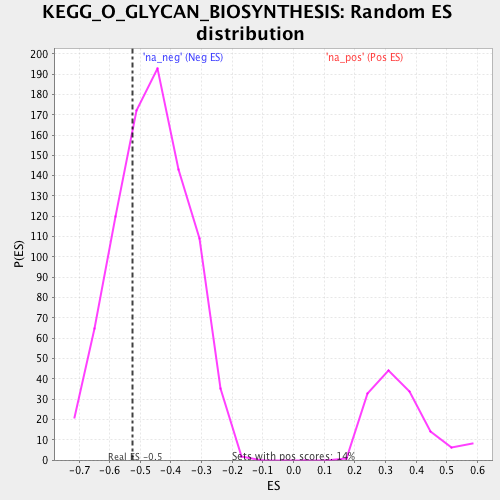 KEGG_O_GLYCAN_BIOSYNTHESIS: Random ES
distribution
'na_neg' (Neg ES)
'na_pos' (Pos ES)
200
190
180
170
160
150
140
130
120
110
100
90
80
70
60
50
40
30
20
10
0
P(ES)
Real ES -0.5
Sets with pos scores: 14%
-0.7 -0.6 -0.5 -0.4 -0.3 -0.2 -0.1 0.0 0.1 0.2 0.3 0.4 0.5 0.6
ES